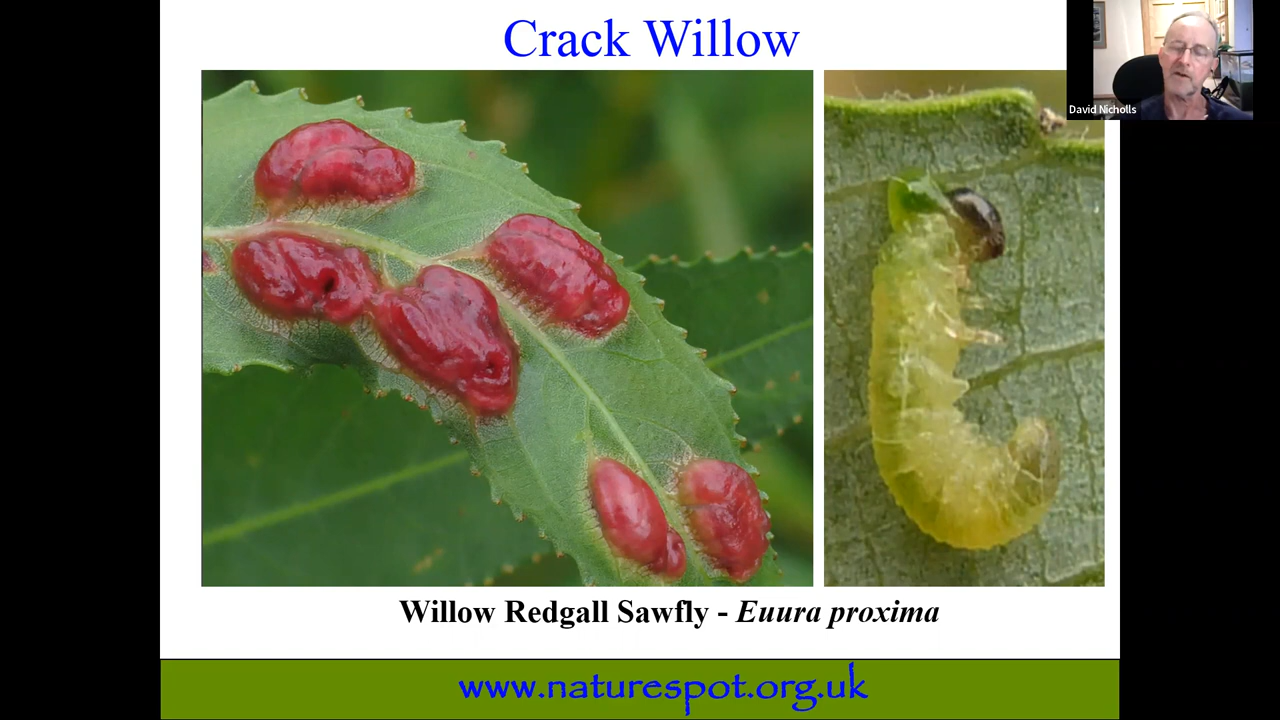 Crack Willow
David Nicholls
Willow Redgall Sawfly - Euura proxima
www.naturespot.org.uk